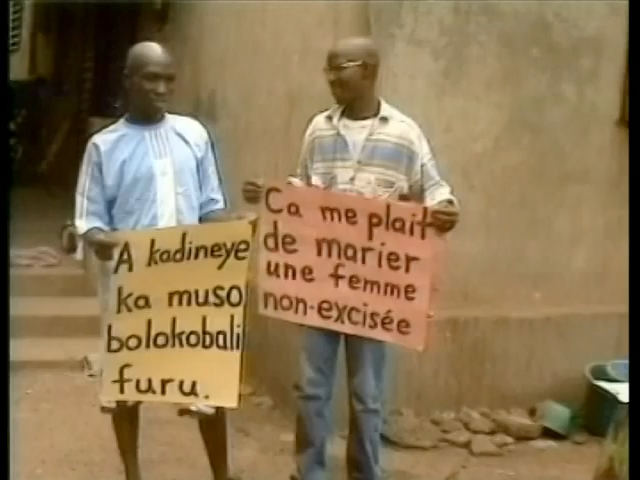 A kadineye
ka muso
bolokobali
furu.
Ca me plait
de marier
une femme
non-excisée